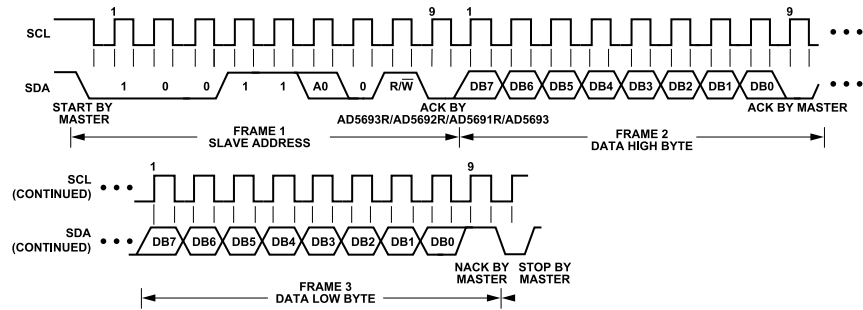 1 9 1 9
SCL
SDA 1 0 0 1 1 A0 0 R/W̅ DB7 DB6 DB5 DB4 DB3 DB2 DB1 DB0
START BY
MASTER
ACK BY
AD5693R/AD5692R/AD5691R/AD5693
ACK BY MASTER
FRAME 1
SLAVE ADDRESS
FRAME 2
DATA HIGH BYTE
1 9
SCL
(CONTINUED)
SDA
(CONTINUED)
DB7 DB6 DB5 DB4 DB3 DB2 DB1 DB0
NACK BY
MASTER
STOP BY
MASTER
FRAME 3
DATA LOW BYTE